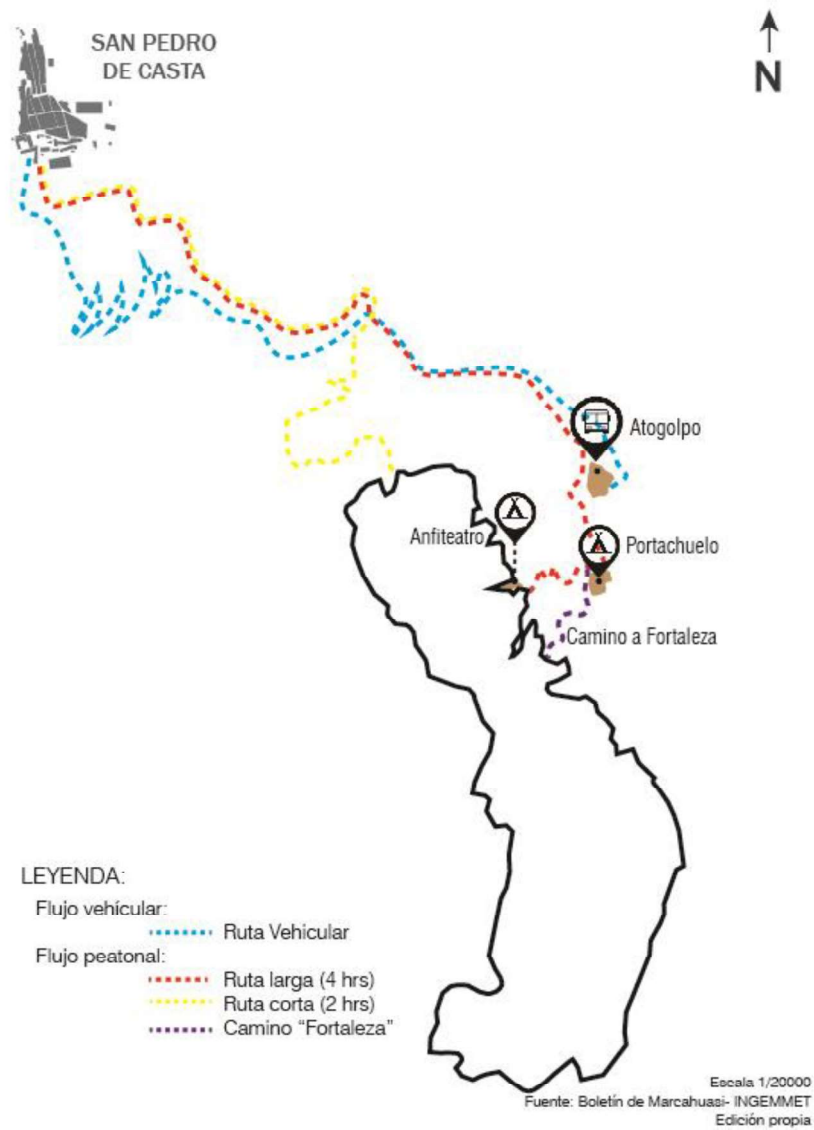 SAN PEDRO
DE CASTA
N
Atogolpo
Anfiteatro
Portachuelo
Camino a Fortaleza
LEYENDA:
Flujo vehícular:
Ruta Vehicular
Flujo peatonal:
Ruta larga (4 hrs)
Ruta corta (2 hrs)
Camino “Fortaleza”
Escala 1/20000
Fuente: Boletín de Marcahuasi- INGEMMET
Edición propia